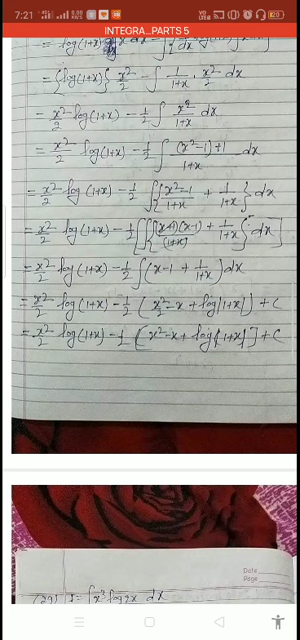 7:21
INTEGRA...PARTS 5
= {log(1+x)} x²/2 - ∫ 1/(1+x) · x²/2 dx
= x²/2 log(1+x) - 1/2 ∫ x²/(1+x) dx
= x²/2 log(1+x) - 1/2 ∫ ((x²-1)+1)/(1+x) dx
= x²/2 log(1+x) - 1/2 ∫{(x²-1)/(1+x) + 1/(1+x)} dx
= x²/2 log(1+x) - 1/2 [∫{(x+1)(x-1)/(1+x) + 1/(1+x)} dx]
= x²/2 log(1+x) - 1/2 ∫(x-1 + 1/(1+x)) dx
= x²/2 log(1+x) - 1/2 (x²/2 - x + log|1+x|) + C
= x²/2 log(1+x) - 1/2 [x² - x + log|1+x|] + C
Date
Page
I = ∫x³ log 2x dx